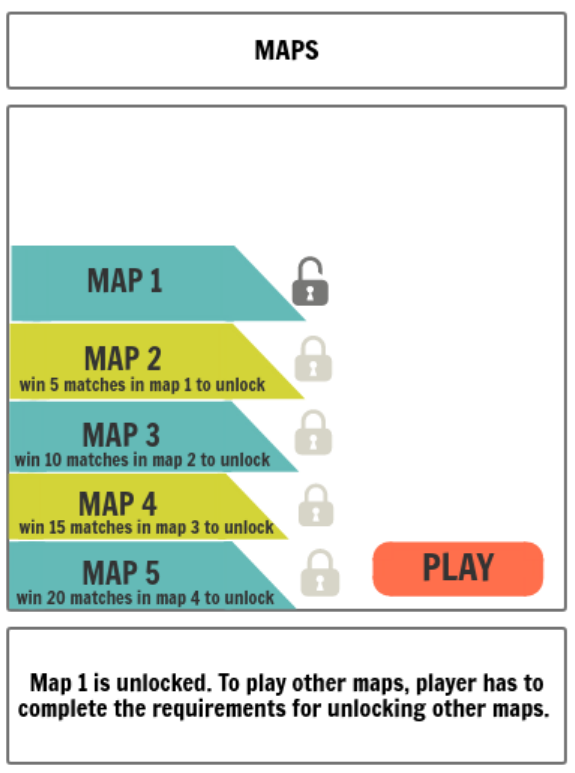 MAPS
MAP 1
MAP 2
win 5 matches in map 1 to unlock
MAP 3
win 10 matches in map 2 to unlock
MAP 4
win 15 matches in map 3 to unlock
MAP 5
win 20 matches in map 4 to unlock
PLAY
Map 1 is unlocked. To play other maps, player has to
complete the requirements for unlocking other maps.